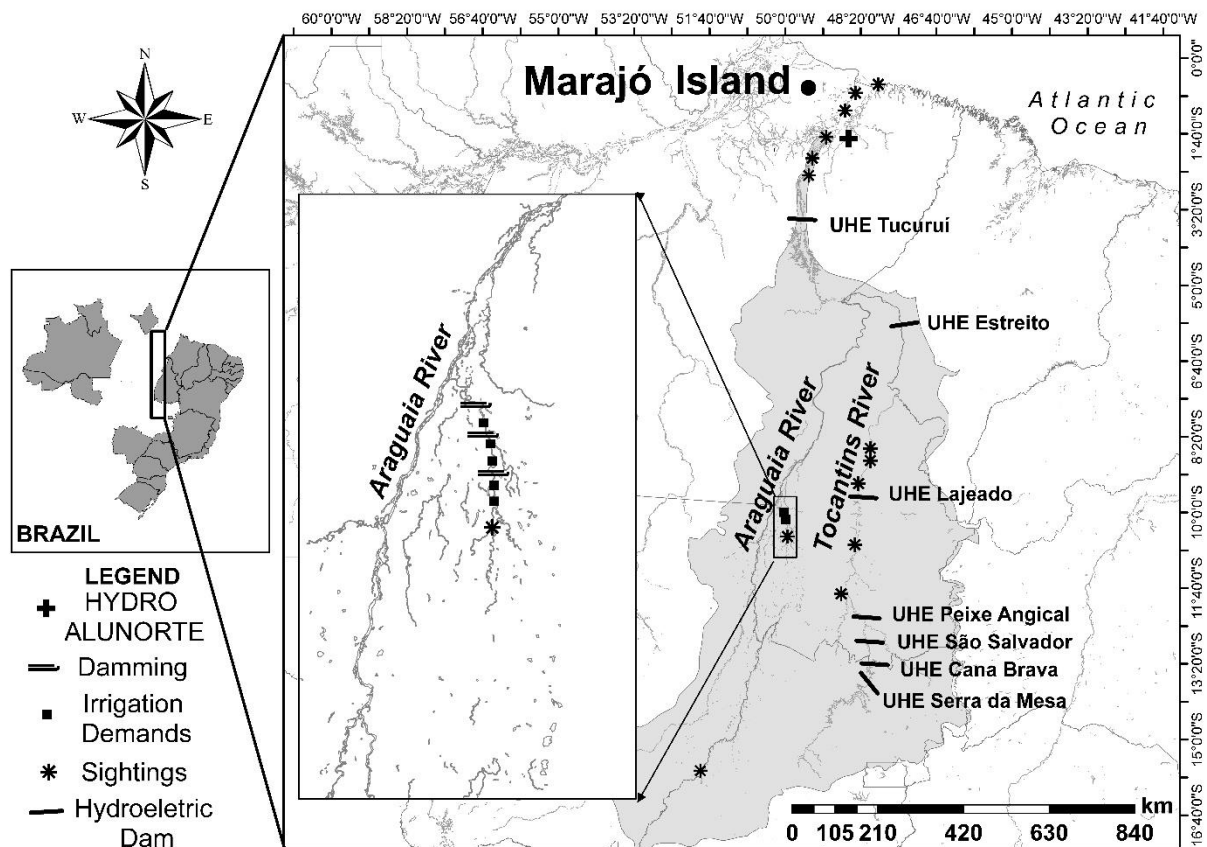 60°0'0"W 58°20'0"W 56°40'0"W 55°0'0"W 53°20'0"W 51°40'0"W 50°0'0"W 48°20'0"W 46°40'0"W 45°0'0"W 43°20'0"W 41°40'0"W
N
W E
S
Marajó Island
Atlantic
Ocean
0°0'0"
1°40'0"S
3°20'0"S
5°0'0"S
6°40'0"S
8°20'0"S
10°0'0"S
11°40'0"S
13°20'0"S
15°0'0"S
16°40'0"S
UHE Tucuruí
UHE Estreito
Araguaia River
Araguaia River
Tocantins River
UHE Lajeado
UHE Peixe Angical
UHE São Salvador
UHE Cana Brava
UHE Serra da Mesa
BRAZIL
LEGEND
HYDRO
ALUNORTE
Damming
Irrigation
Demands
Sightings
Hydroeletric
Dam
km
0 105 210 420 630 840